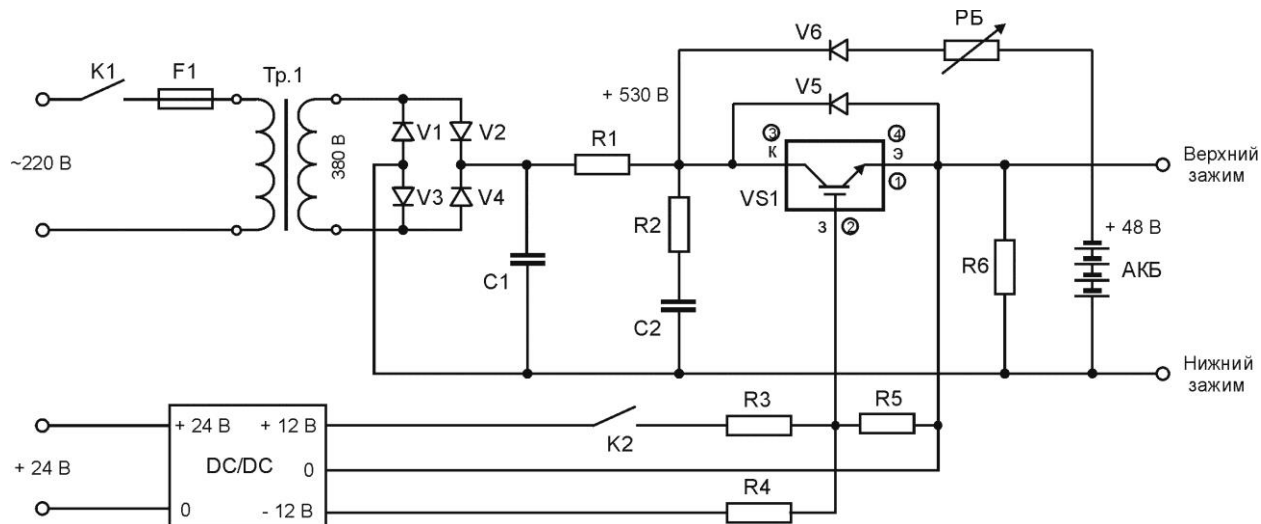 V6
РБ
K1
F1
Тр.1
+ 530 В
V5
V1
V2
R1
③
④
к
э
Верхний
зажим
~220 В
380 В
V3
V4
VS1
①
R2
з
②
+ 48 В
C1
R6
АКБ
C2
Нижний
зажим
R3
R5
+ 24 В
+ 12 В
K2
+ 24 В
DC/DC
0
R4
0
- 12 В